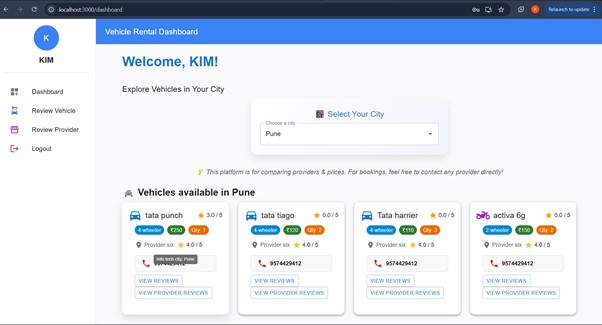 localhost:3000/dashboard
Relaunch to update
K
KIM
Dashboard
Review Vehicle
Review Provider
Logout
Vehicle Rental Dashboard
Welcome, KIM!
Explore Vehicles in Your City
Select Your City
Choose a city
Pune
This platform is for comparing providers & prices. For bookings, feel free to contact any provider directly!
Vehicles available in Pune
tata punch 3.0 / 5
4-wheeler ₹250 Qty: 1
Provider six 4.0 / 5
9574429412
VIEW REVIEWS
VIEW PROVIDER REVIEWS
tata tiago 0.0 / 5
4-wheeler ₹120 Qty: 2
Provider six 4.0 / 5
9574429412
VIEW REVIEWS
VIEW PROVIDER REVIEWS
Tata harrier 0.0 / 5
4-wheeler ₹110 Qty: 3
Provider six 4.0 / 5
9574429412
VIEW REVIEWS
VIEW PROVIDER REVIEWS
activa 6g 0.0 / 5
2-wheeler ₹150 Qty: 2
Provider six 4.0 / 5
9574429412
VIEW REVIEWS
VIEW PROVIDER REVIEWS